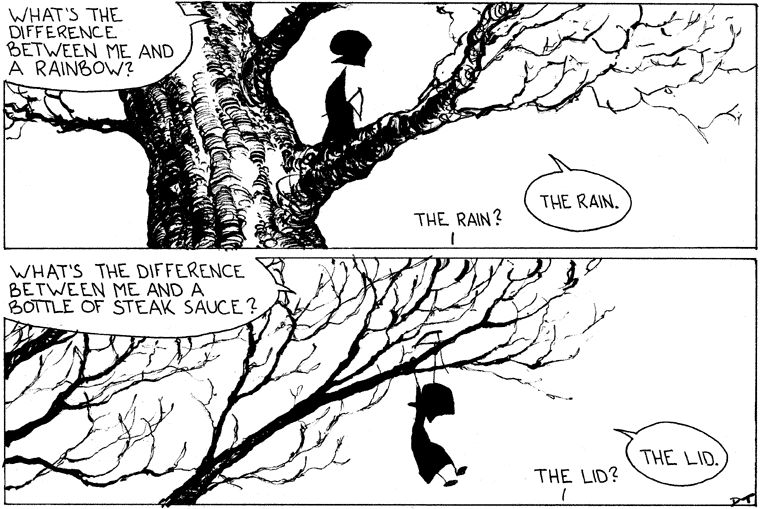 WHAT'S THE
DIFFERENCE
BETWEEN ME AND
A RAINBOW?
THE RAIN?
THE RAIN.
WHAT'S THE DIFFERENCE
BETWEEN ME AND A
BOTTLE OF STEAK SAUCE?
THE LID?
THE LID.
DT